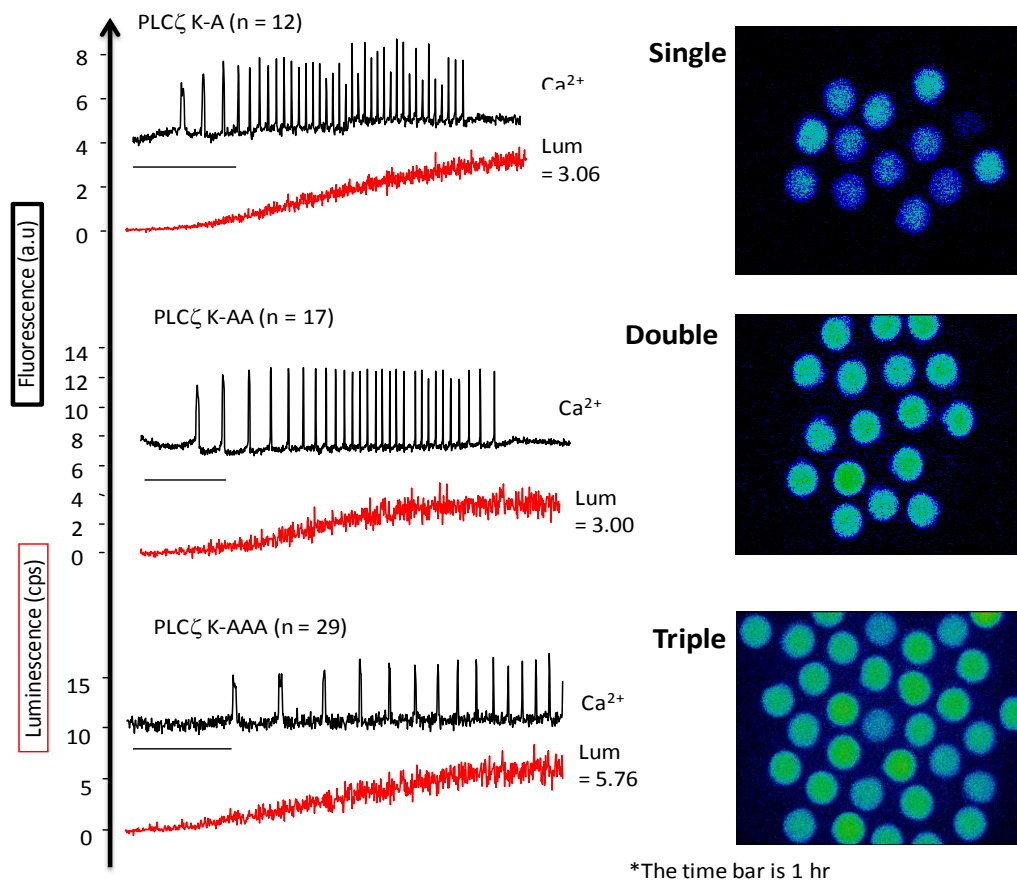 PLCζ K-A (n = 12)
Single
8
6
4
2
0
Ca²⁺
Lum
= 3.06
Fluorescence (a.u)
PLCζ K-AA (n = 17)
Double
14
12
10
8
6
4
2
0
Ca²⁺
Lum
= 3.00
Luminescence (cps)
PLCζ K-AAA (n = 29)
Triple
15
10
5
0
Ca²⁺
Lum
= 5.76
*The time bar is 1 hr